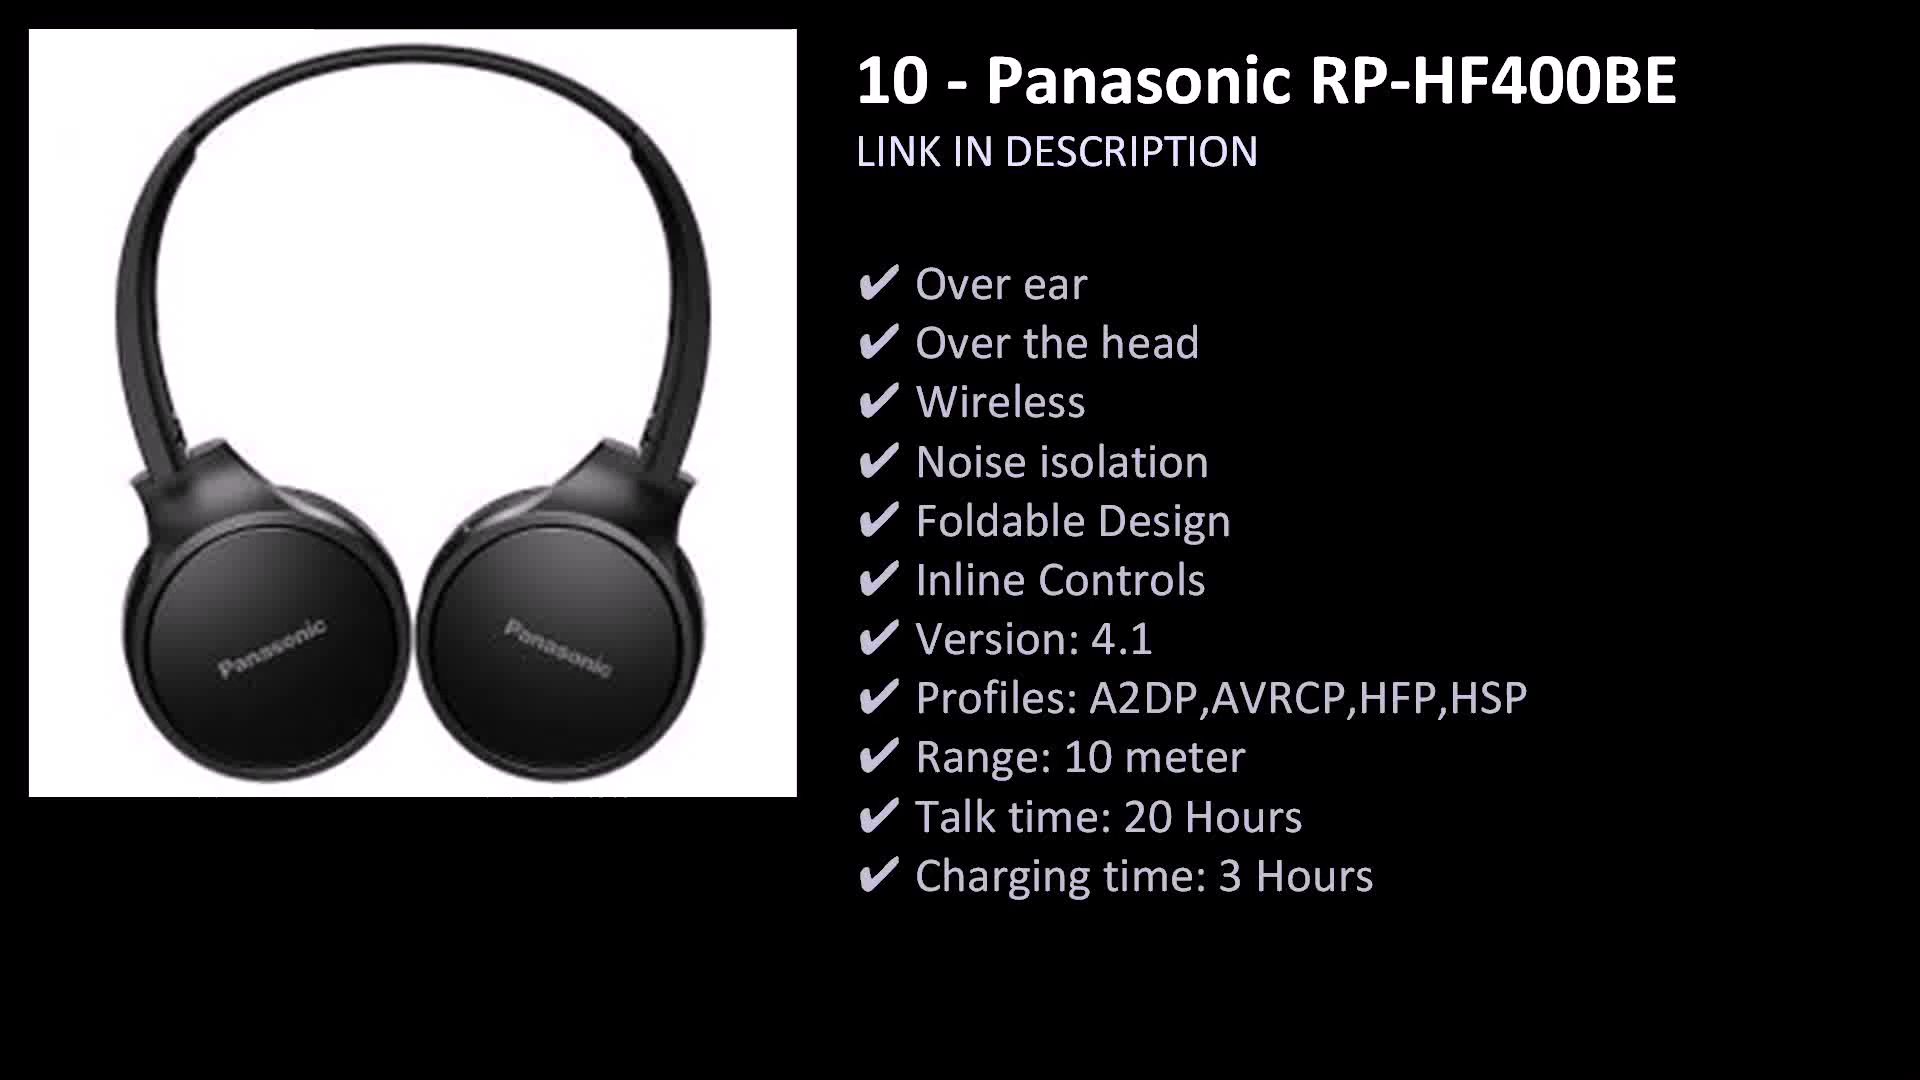 10 - Panasonic RP-HF400BE
LINK IN DESCRIPTION
✔ Over ear
✔ Over the head
✔ Wireless
✔ Noise isolation
✔ Foldable Design
✔ Inline Controls
✔ Version: 4.1
✔ Profiles: A2DP,AVRCP,HFP,HSP
✔ Range: 10 meter
✔ Talk time: 20 Hours
✔ Charging time: 3 Hours
Panasonic
Panasonic